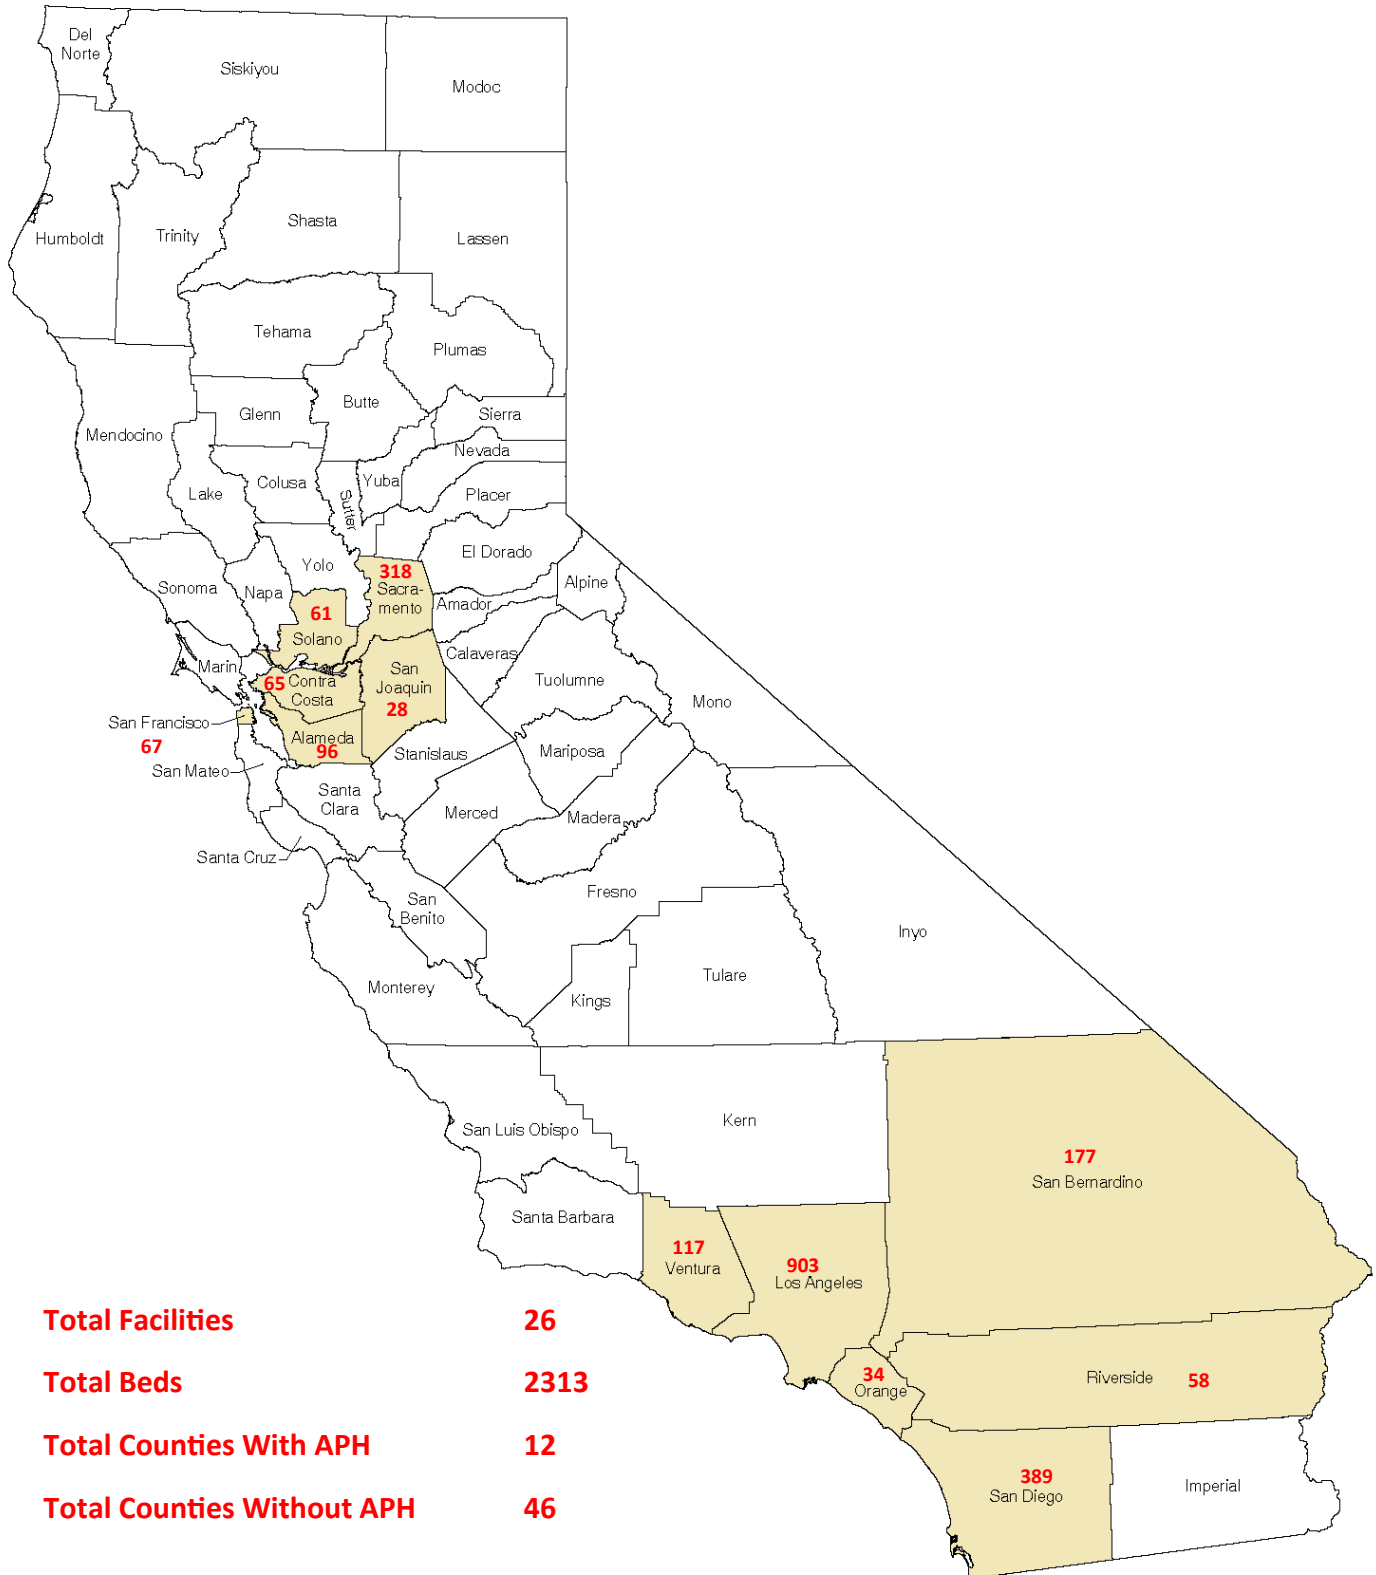 Del
Norte
Siskiyou
Modoc
Humboldt
Trinity
Shasta
Lassen
Tehama
Plumas
Butte
Glenn
Sierra
Mendocino
Nevada
Lake
Colusa
Sutter
Yuba
Placer
El Dorado
Yolo
318
Sacra-
mento
Alpine
Sonoma
Napa
61
Solano
Amador
Marin
Calaveras
65 Contra
Costa
San
Joaquin
28
Tuolumne
Mono
San Francisco
67
Alameda
96
Stanislaus
Mariposa
San Mateo
Santa
Clara
Merced
Madera
Santa Cruz
Fresno
San
Benito
Inyo
Monterey
Kings
Tulare
San Luis Obispo
Kern
177
San Bernardino
Santa Barbara
117
Ventura
903
Los Angeles
34
Orange
Riverside 58
389
San Diego
Imperial
Total Facilities 26
Total Beds 2313
Total Counties With APH 12
Total Counties Without APH 46